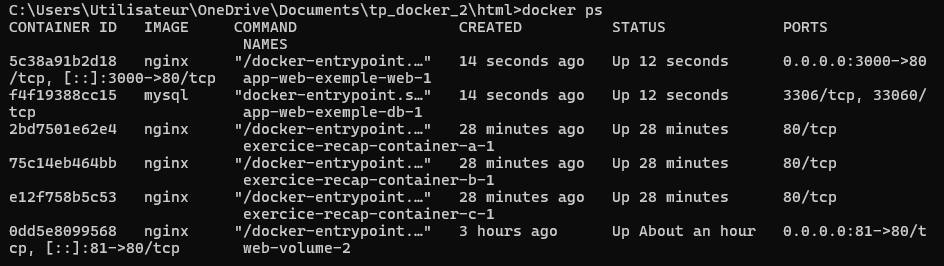 C:\Users\Utilisateur\OneDrive\Documents\tp_docker_2\html>docker ps
CONTAINER ID   IMAGE     COMMAND                  CREATED          STATUS              PORTS
                          NAMES
5c38a91b2d18   nginx     "/docker-entrypoint.…"   14 seconds ago   Up 12 seconds       0.0.0.0:3000->80
/tcp, [::]:3000->80/tcp   app-web-exemple-web-1
f4f19388cc15   mysql     "docker-entrypoint.s…"   14 seconds ago   Up 12 seconds       3306/tcp, 33060/
tcp                       app-web-exemple-db-1
2bd7501e62e4   nginx     "/docker-entrypoint.…"   28 minutes ago   Up 28 minutes       80/tcp
                          exercice-recap-container-a-1
75c14eb464bb   nginx     "/docker-entrypoint.…"   28 minutes ago   Up 28 minutes       80/tcp
                          exercice-recap-container-b-1
e12f758b5c53   nginx     "/docker-entrypoint.…"   28 minutes ago   Up 28 minutes       80/tcp
                          exercice-recap-container-c-1
0dd5e8099568   nginx     "/docker-entrypoint.…"   3 hours ago      Up About an hour    0.0.0.0:81->80/t
cp, [::]:81->80/tcp       web-volume-2